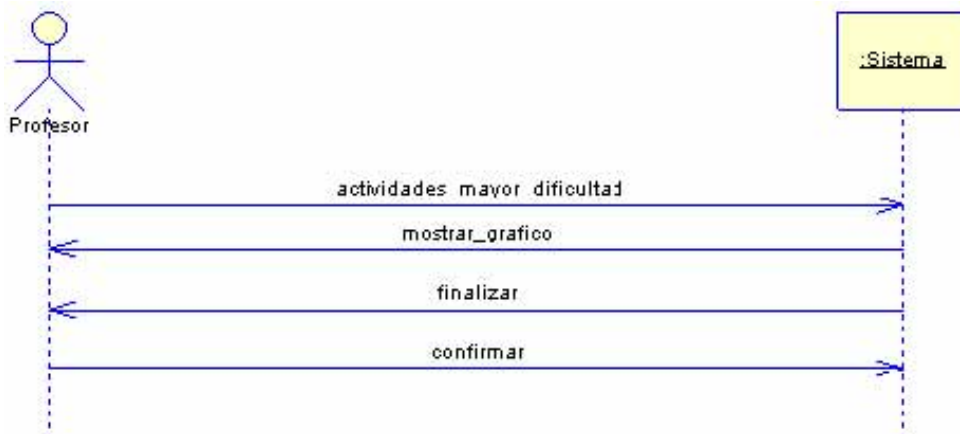 :Sistema
Profesor
actividades mayor dificultad
mostrar_grafico
finalizar
confirmar